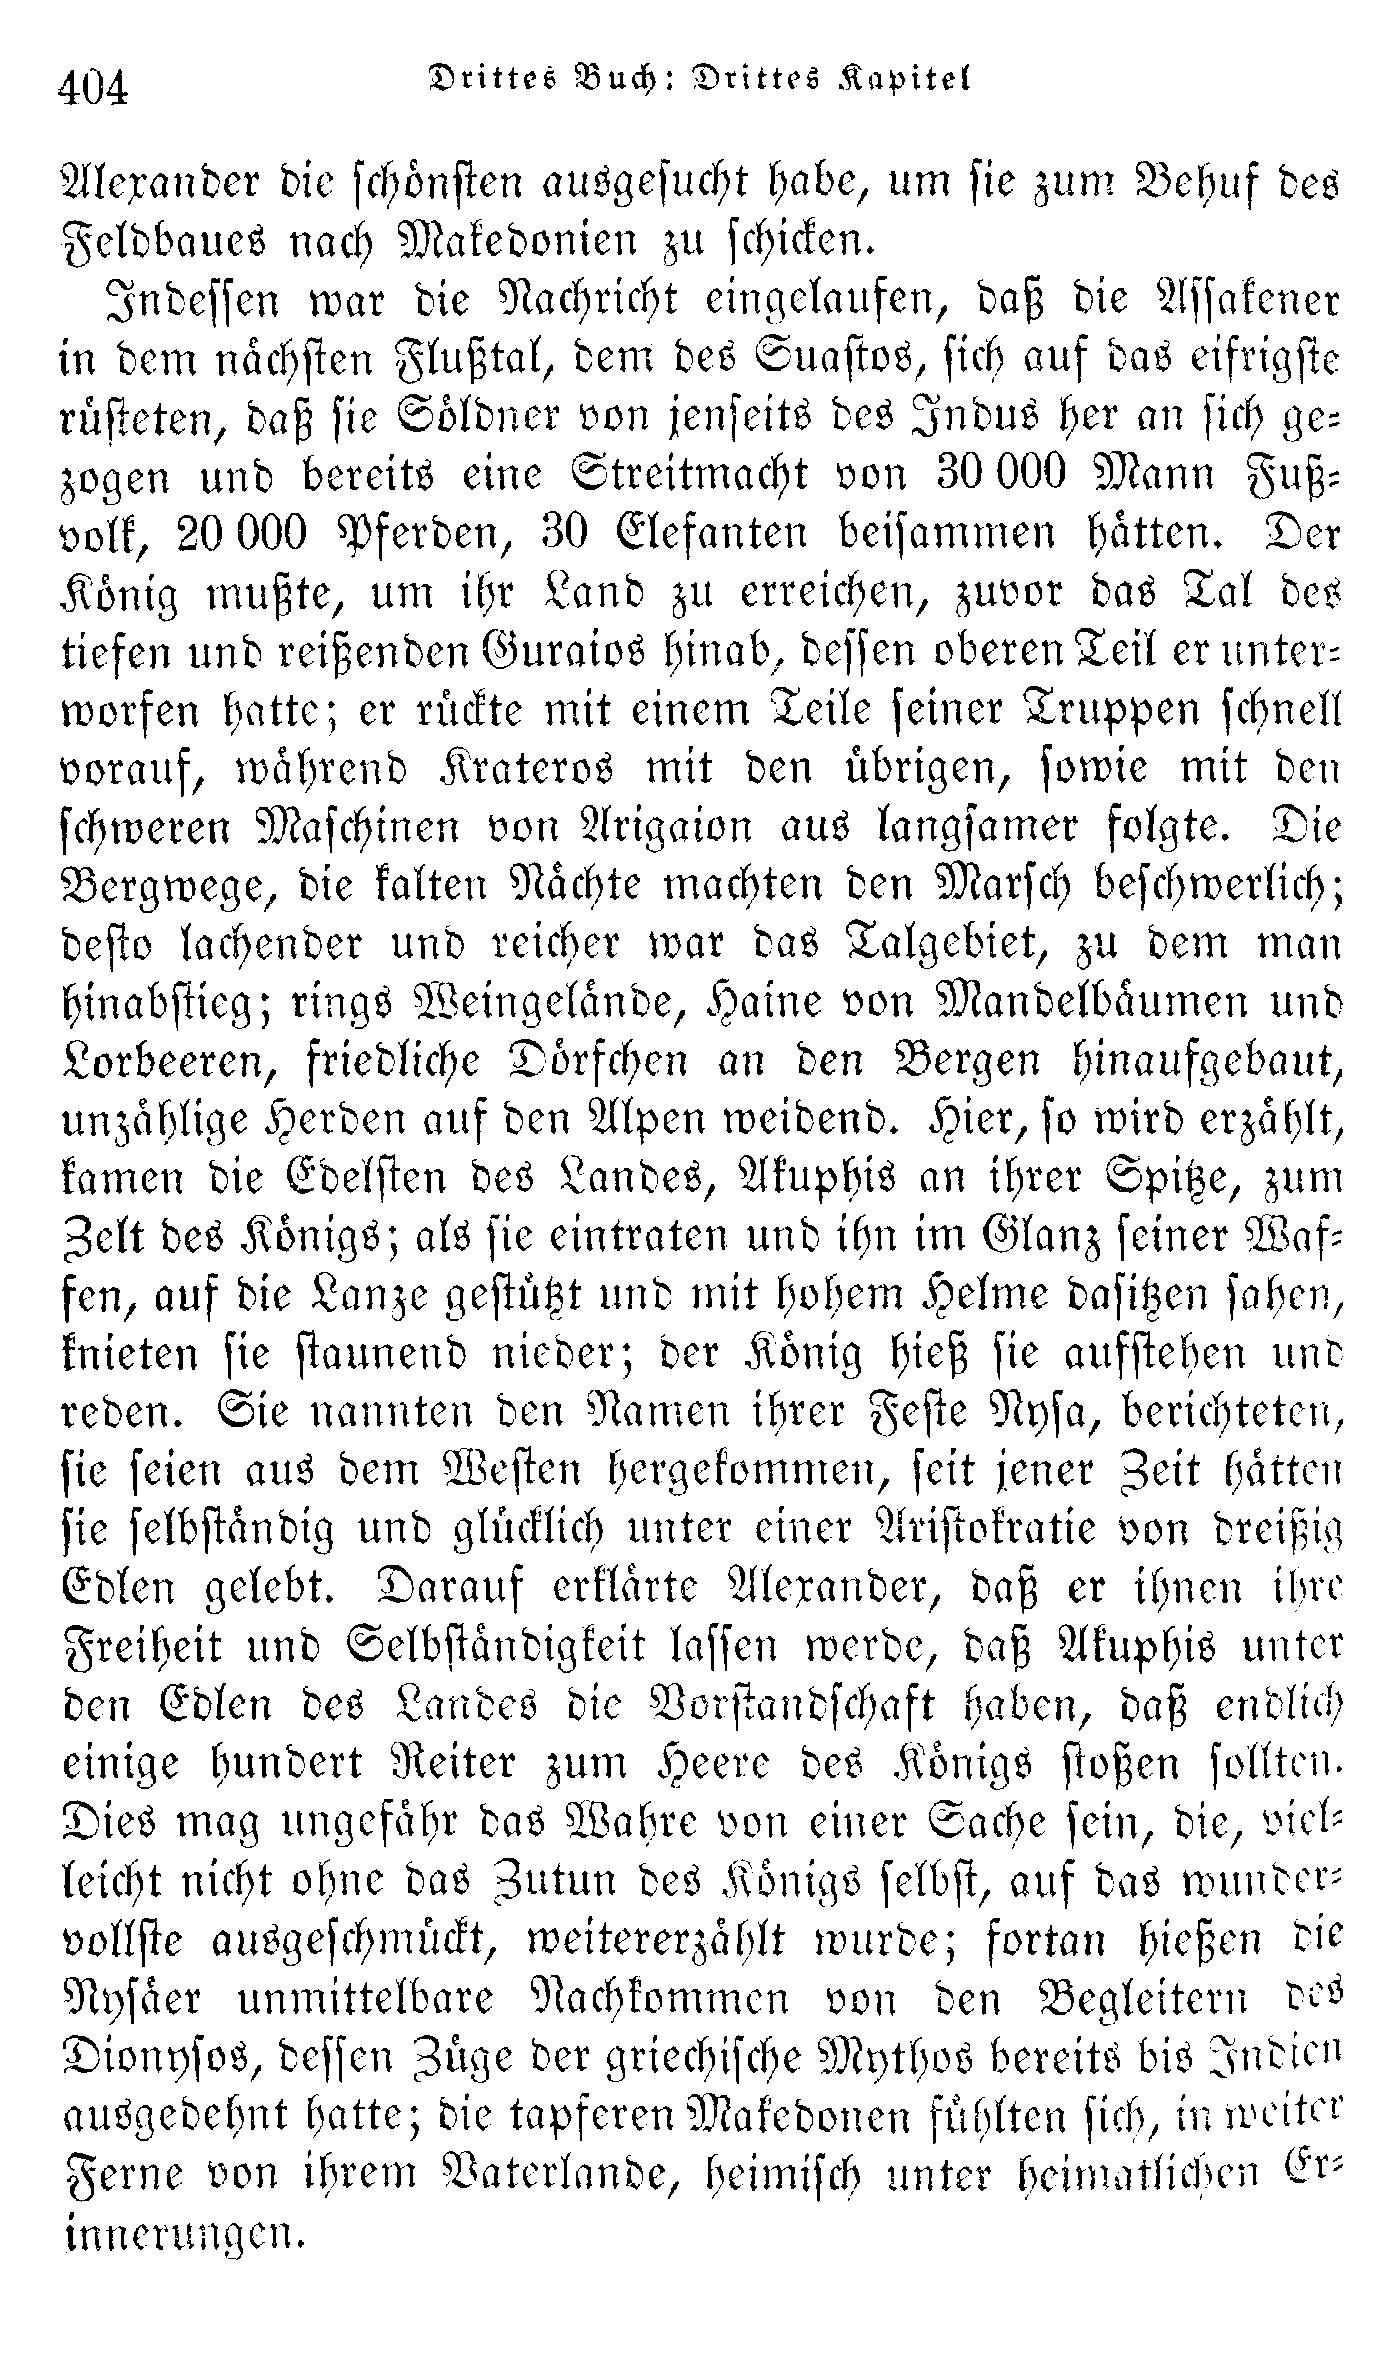 404
Drittes Buch: Drittes Kapitel
Alexander die schönsten ausgesucht habe, um sie zum Behuf des
Feldbaues nach Makedonien zu schicken.
Indessen war die Nachricht eingelaufen, daß die Assakener
in dem nächsten Flußtal, dem des Suastos, sich auf das eifrigste
rüsteten, daß sie Söldner von jenseits des Indus her an sich ge-
zogen und bereits eine Streitmacht von 30 000 Mann Fuß-
volk, 20 000 Pferden, 30 Elefanten beisammen hätten. Der
König mußte, um ihr Land zu erreichen, zuvor das Tal des
tiefen und reißenden Guraios hinab, dessen oberen Teil er unter-
worfen hatte; er rückte mit einem Teile seiner Truppen schnell
vorauf, während Krateros mit den übrigen, sowie mit den
schweren Maschinen von Arigaion aus langsamer folgte. Die
Bergwege, die kalten Nächte machten den Marsch beschwerlich;
desto lachender und reicher war das Talgebiet, zu dem man
hinabstieg; rings Weingelände, Haine von Mandelbäumen und
Lorbeeren, friedliche Dörfchen an den Bergen hinaufgebaut,
unzählige Herden auf den Alpen weidend. Hier, so wird erzählt,
kamen die Edelsten des Landes, Akuphis an ihrer Spitze, zum
Zelt des Königs; als sie eintraten und ihn im Glanz seiner Waf-
fen, auf die Lanze gestützt und mit hohem Helme dasitzen sahen,
knieten sie staunend nieder; der König hieß sie aufstehen und
reden. Sie nannten den Namen ihrer Feste Nysa, berichteten,
sie seien aus dem Westen hergekommen, seit jener Zeit hätten
sie selbständig und glücklich unter einer Aristokratie von dreißig
Edlen gelebt. Darauf erklärte Alexander, daß er ihnen ihre
Freiheit und Selbständigkeit lassen werde, daß Akuphis unter
den Edlen des Landes die Vorstandschaft haben, daß endlich
einige hundert Reiter zum Heere des Königs stoßen sollten.
Dies mag ungefähr das Wahre von einer Sache sein, die, viel-
leicht nicht ohne das Zutun des Königs selbst, auf das wunder-
vollste ausgeschmückt, weitererzählt wurde; fortan hießen die
Nysäer unmittelbare Nachkommen von den Begleitern des
Dionysos, dessen Züge der griechische Mythos bereits bis Indien
ausgedehnt hatte; die tapferen Makedonen fühlten sich, in weiter
Ferne von ihrem Vaterlande, heimisch unter heimatlichen Er-
innerungen.